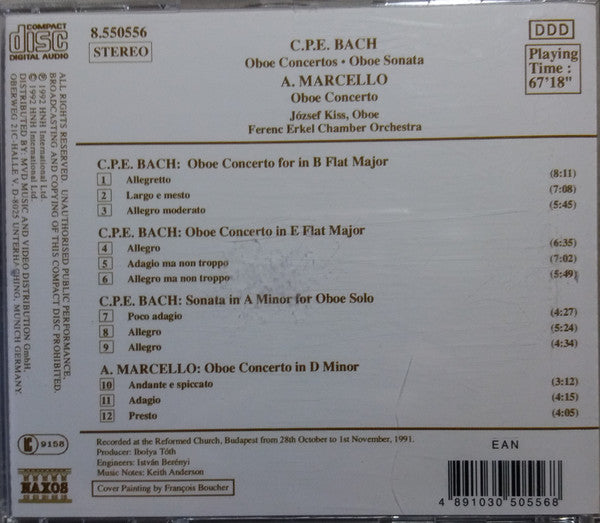 COMPACT
disc
DIGITAL AUDIO
8.550556
STEREO
C.P.E. BACH
Oboe Concertos • Oboe Sonata
A. MARCELLO
Oboe Concerto
József Kiss, Oboe
Ferenc Erkel Chamber Orchestra
DDD
Playing
Time :
67'18"
ALL RIGHTS RESERVED. UNAUTHORISED PUBLIC PERFORMANCE,
BROADCASTING AND COPYING OF THIS COMPACT DISC PROHIBITED.
℗ 1992 HNH International Ltd.
© 1992 HNH International Ltd.
DISTRIBUTED BY: MVD MUSIC AND VIDEO DISTRIBUTION GmbH,
OBERWEG 21C-HALLE V, D-8025 UNTERHACHING, MUNICH GERMANY.
C.P.E. BACH: Oboe Concerto for in B Flat Major
1 Allegretto (8:11)
2 Largo e mesto (7:08)
3 Allegro moderato (5:45)
C.P.E. BACH: Oboe Concerto in E Flat Major
4 Allegro (6:35)
5 Adagio ma non troppo (7:02)
6 Allegro ma non troppo (5:49)
C.P.E. BACH: Sonata in A Minor for Oboe Solo
7 Poco adagio (4:27)
8 Allegro (5:24)
9 Allegro (4:34)
A. MARCELLO: Oboe Concerto in D Minor
10 Andante e spiccato (3:12)
11 Adagio (4:15)
12 Presto (4:05)
9158
NAXOS
Recorded at the Reformed Church, Budapest from 28th October to 1st November, 1991.
Producer: Ibolya Tóth
Engineers: István Berényi
Music Notes: Keith Anderson
Cover Painting by François Boucher
EAN
4 891030 505568